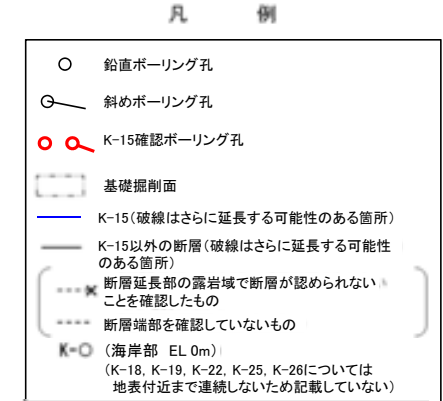 凡　例
鉛直ボーリング孔
斜めボーリング孔
K-15確認ボーリング孔
基礎掘削面
K-15（破線はさらに延長する可能性のある箇所）
K-15以外の断層（破線はさらに延長する可能性
のある箇所）
断層延長部の露岩域で断層が認められない
ことを確認したもの
断層端部を確認していないもの
K-○ （海岸部　EL 0m）
（K-18, K-19, K-22, K-25, K-26については
地表付近まで連続しないため記載していない）